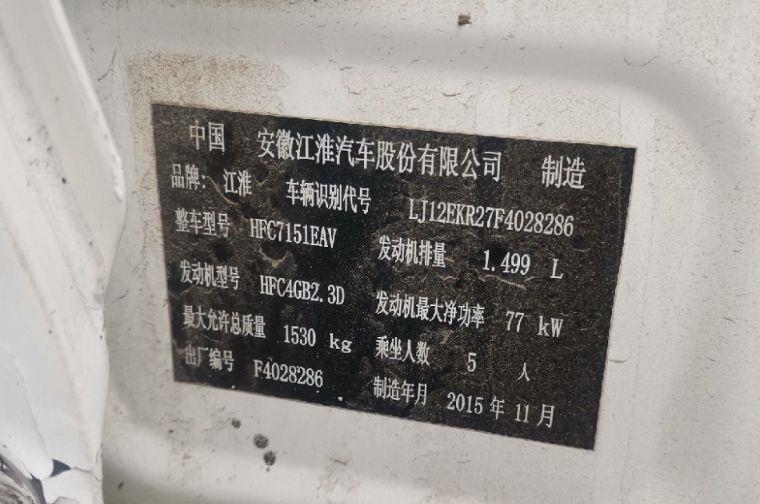 中国 安徽江淮汽车股份有限公司 制造
品牌: 江淮 车辆识别代号 LJ12EKR27F4028286
整车型号 HFC7151EAV 发动机排量 1.499 L
发动机型号 HFC4GB2.3D 发动机最大净功率 77 kW
最大允许总质量 1530 kg 乘坐人数 5 人
出厂编号 F4028286 制造年月 2015 年 11 月